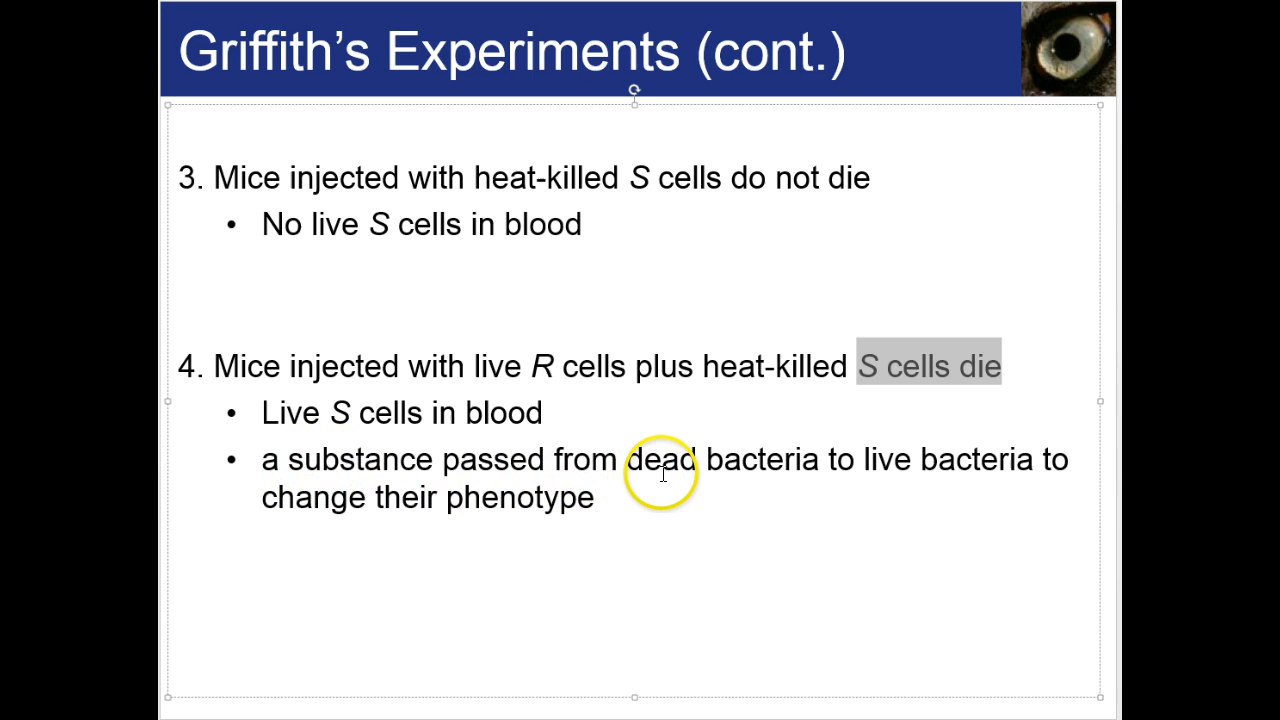 Griffith’s Experiments (cont.)
3. Mice injected with heat-killed S cells do not die
• No live S cells in blood
4. Mice injected with live R cells plus heat-killed S cells die
• Live S cells in blood
• a substance passed from dead bacteria to live bacteria to
change their phenotype